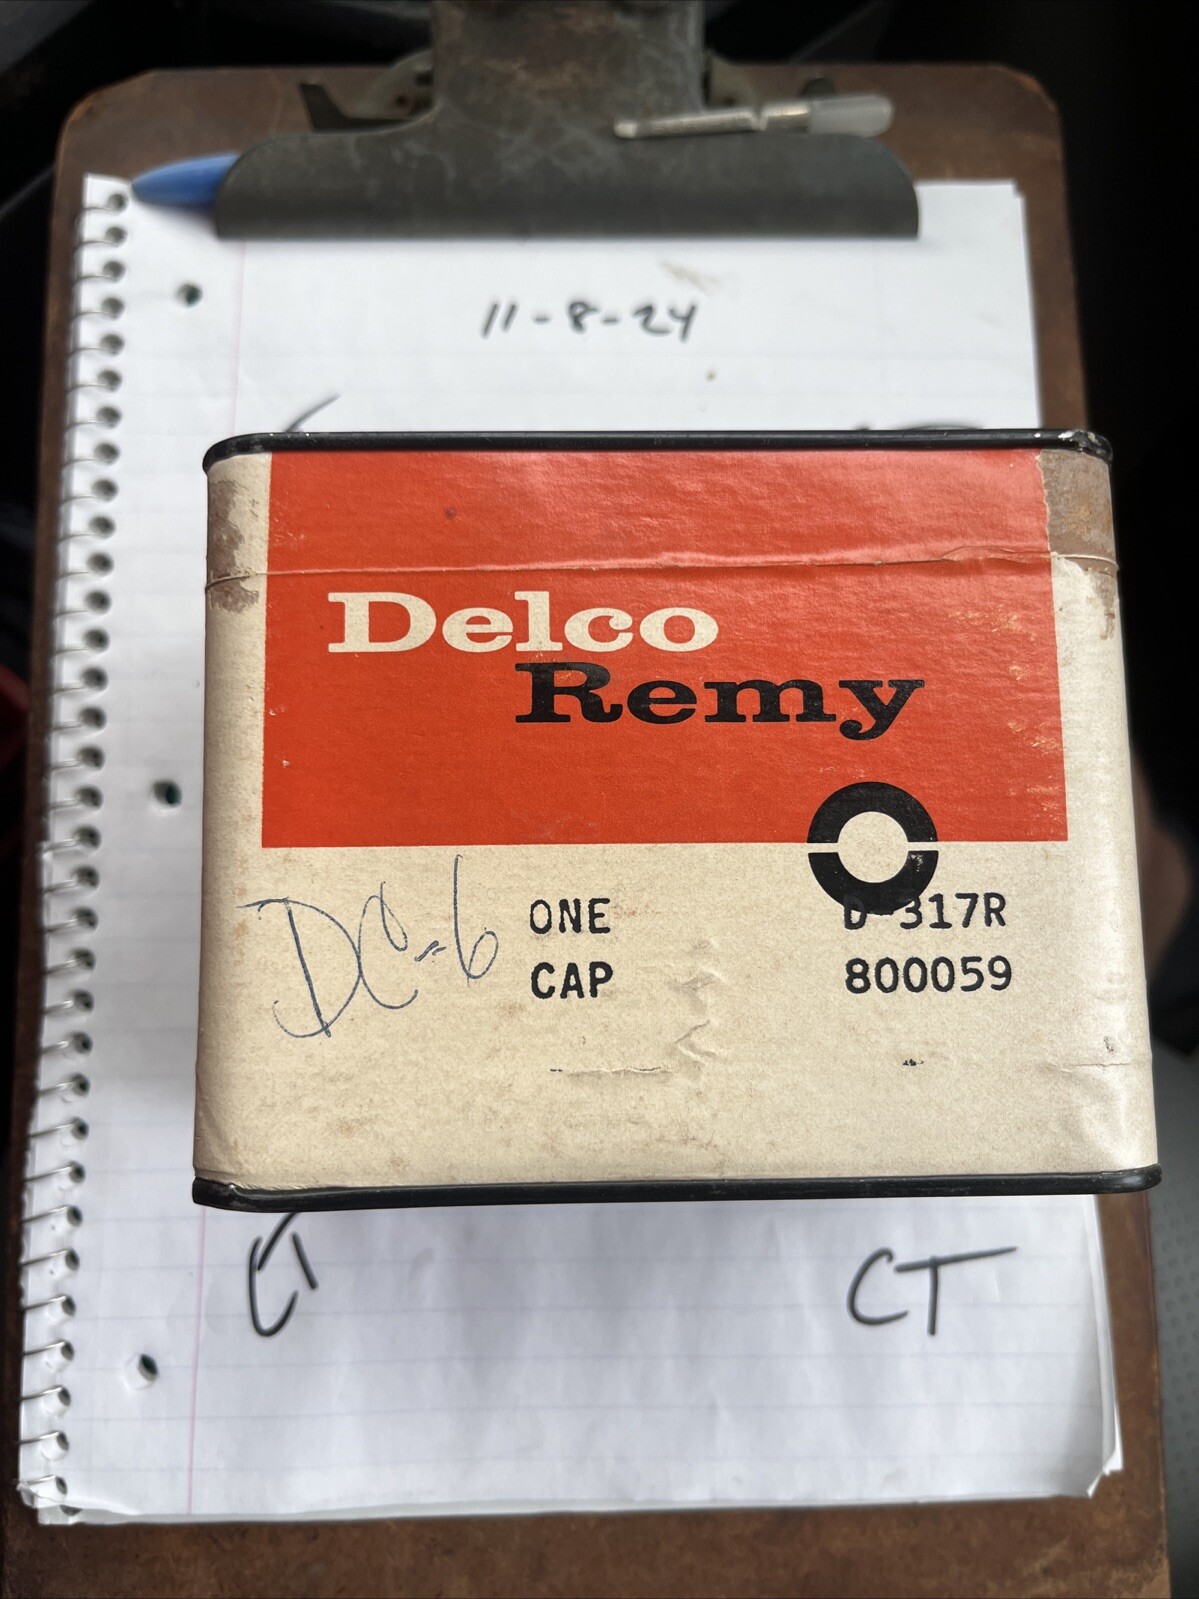 11-8-24
Delco
Remy
DC-6
ONE D-317R
CAP 800059
CT